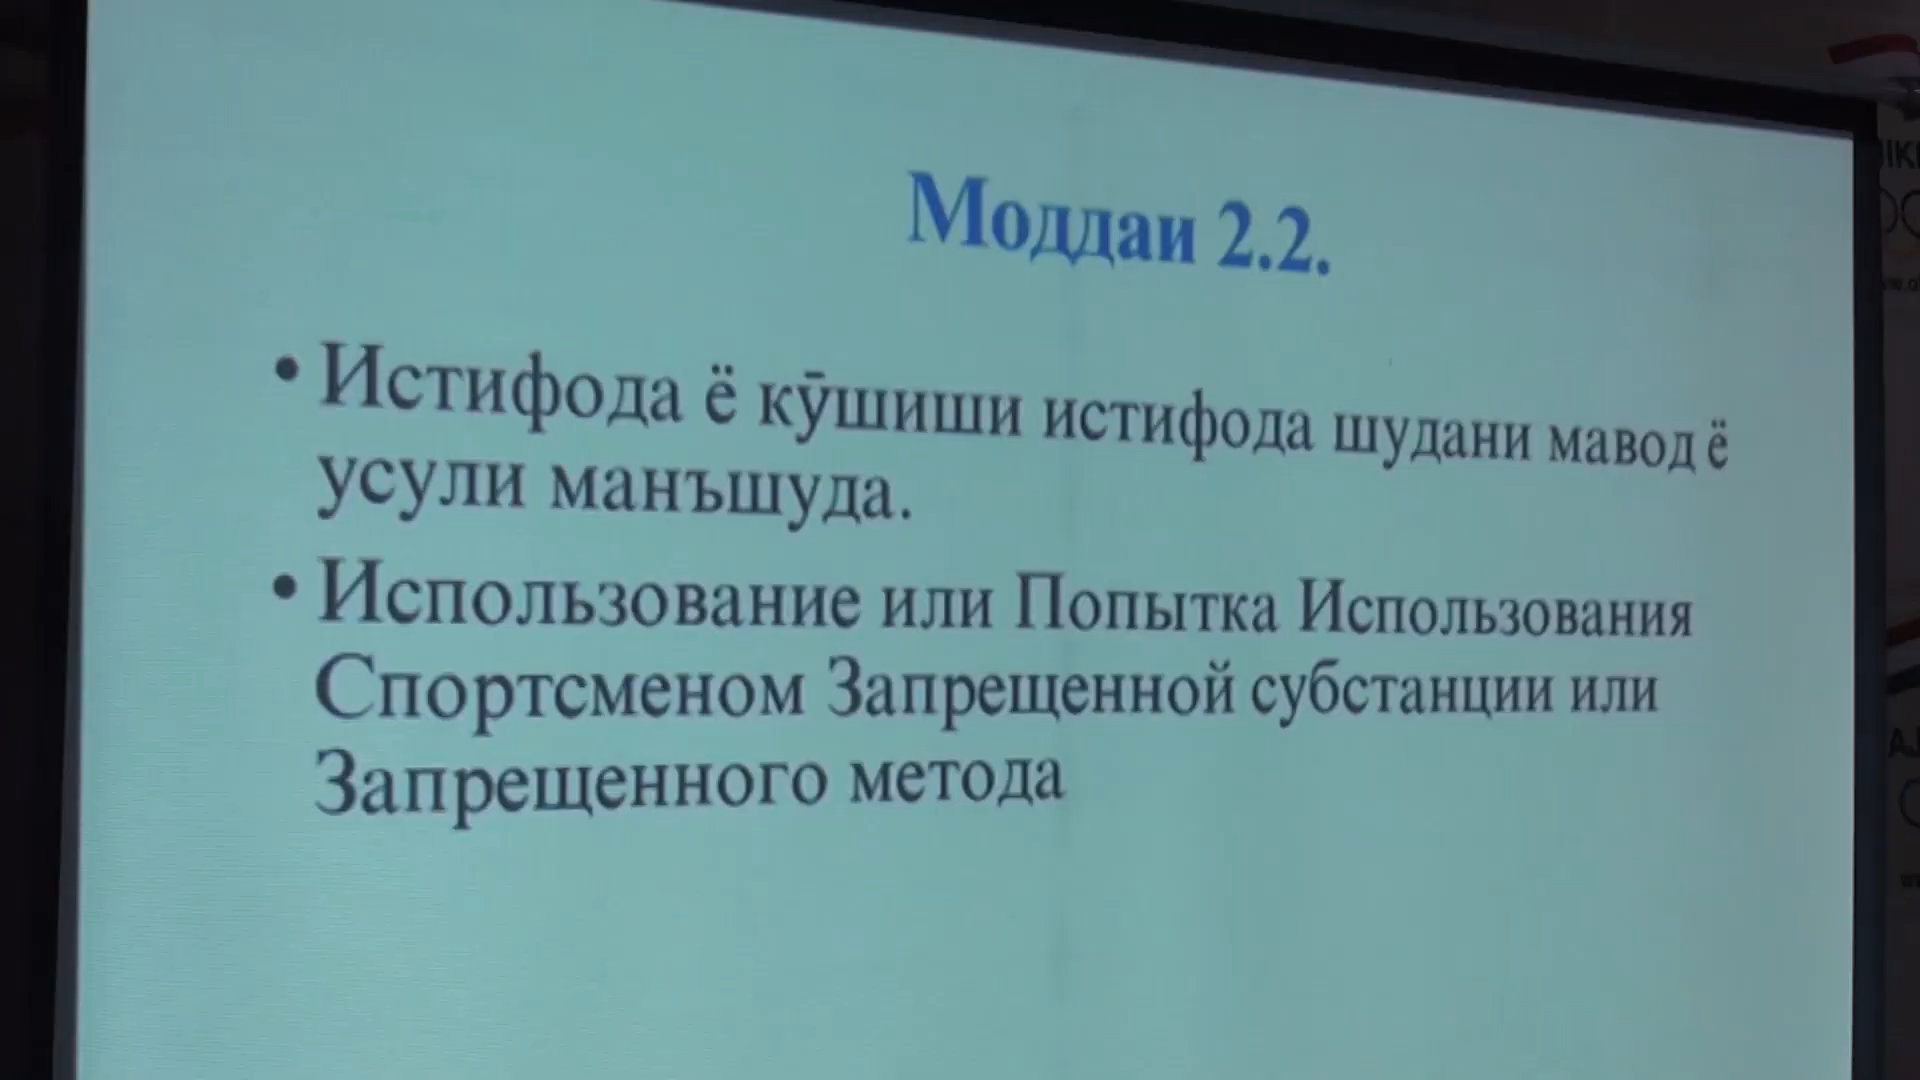 Моддаи 2.2.
• Истифода ё кӯшиши истифода шудани мавод ё
усули манъшуда.
• Использование или Попытка Использования
Спортсменом Запрещенной субстанции или
Запрещенного метода